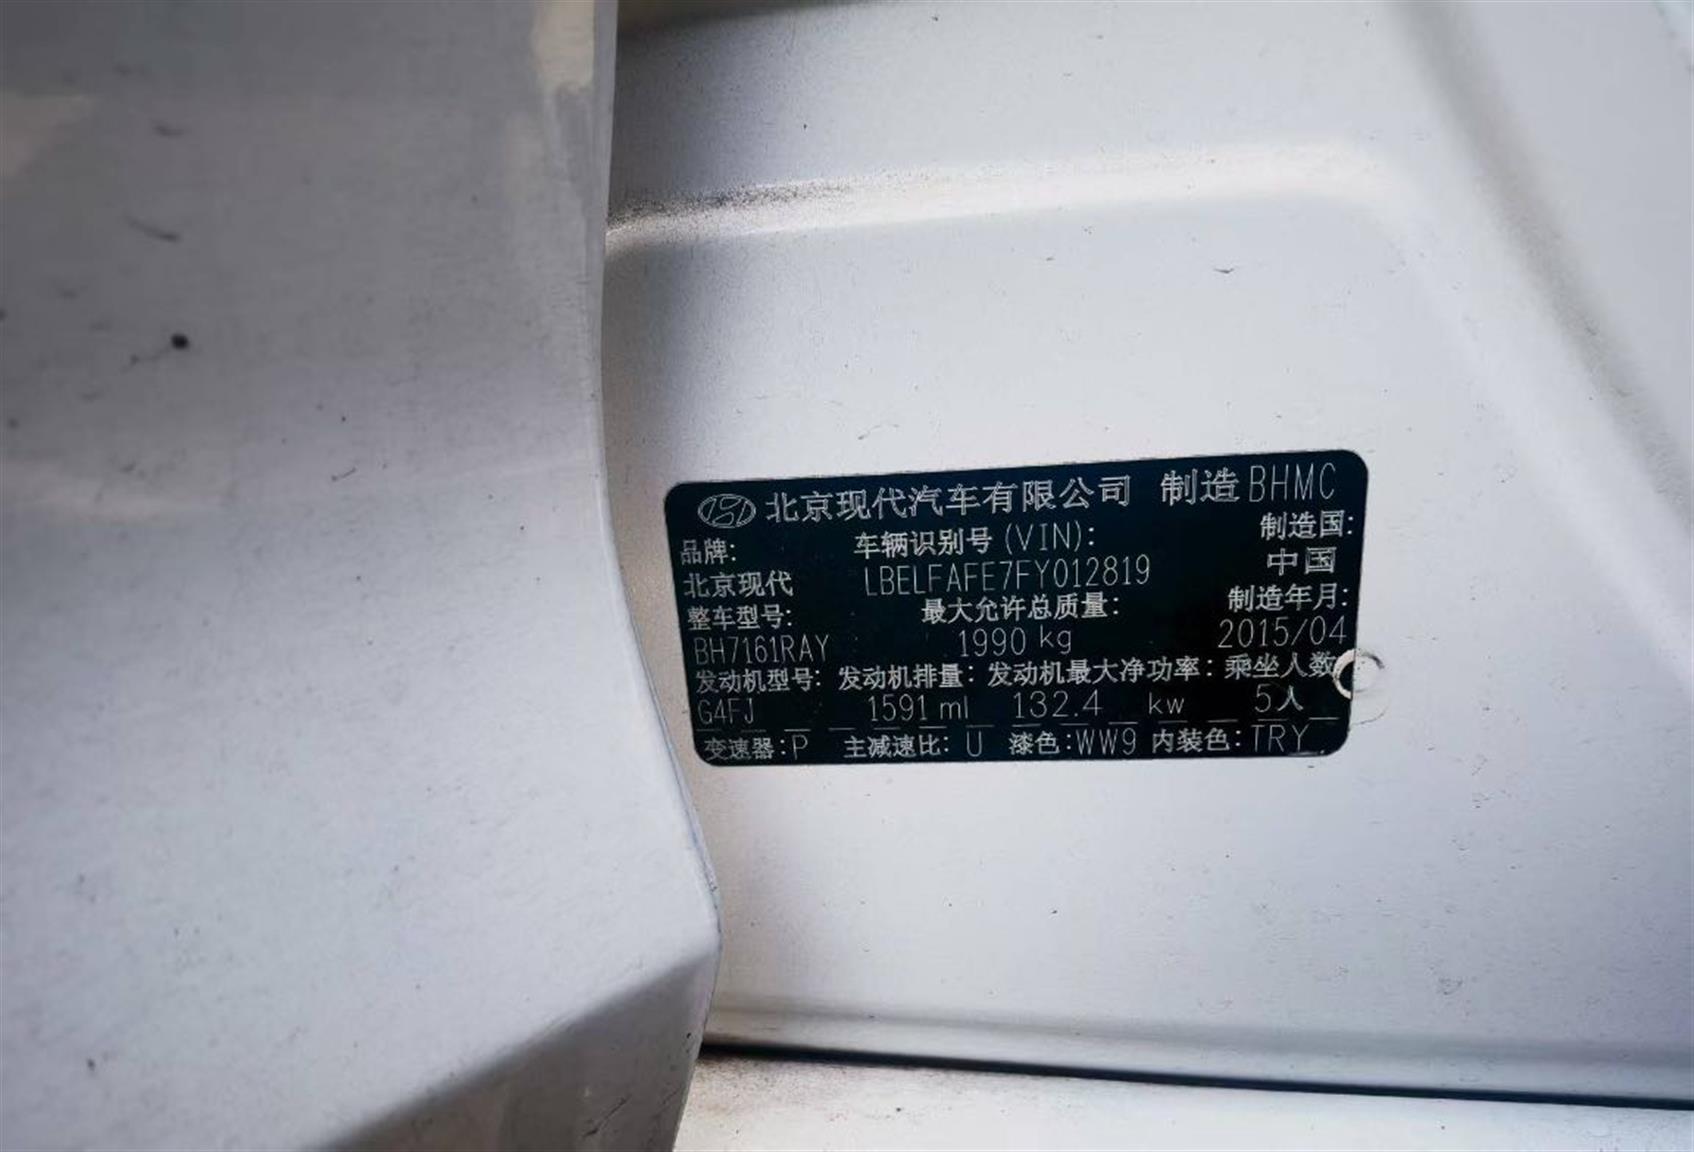 北京现代汽车有限公司 制造BHMC
品牌: 车辆识别号(VIN): 制造国:
北京现代 LBELFAFE7FY012819 中国
整车型号: 最大允许总质量: 制造年月:
BH7161RAY 1990 kg 2015/04
发动机型号: 发动机排量: 发动机最大净功率: 乘坐人数
G4FJ 1591 ml 132.4 kw 5人
变速器: P 主减速比: U 漆色: WW9 内装色: TRY